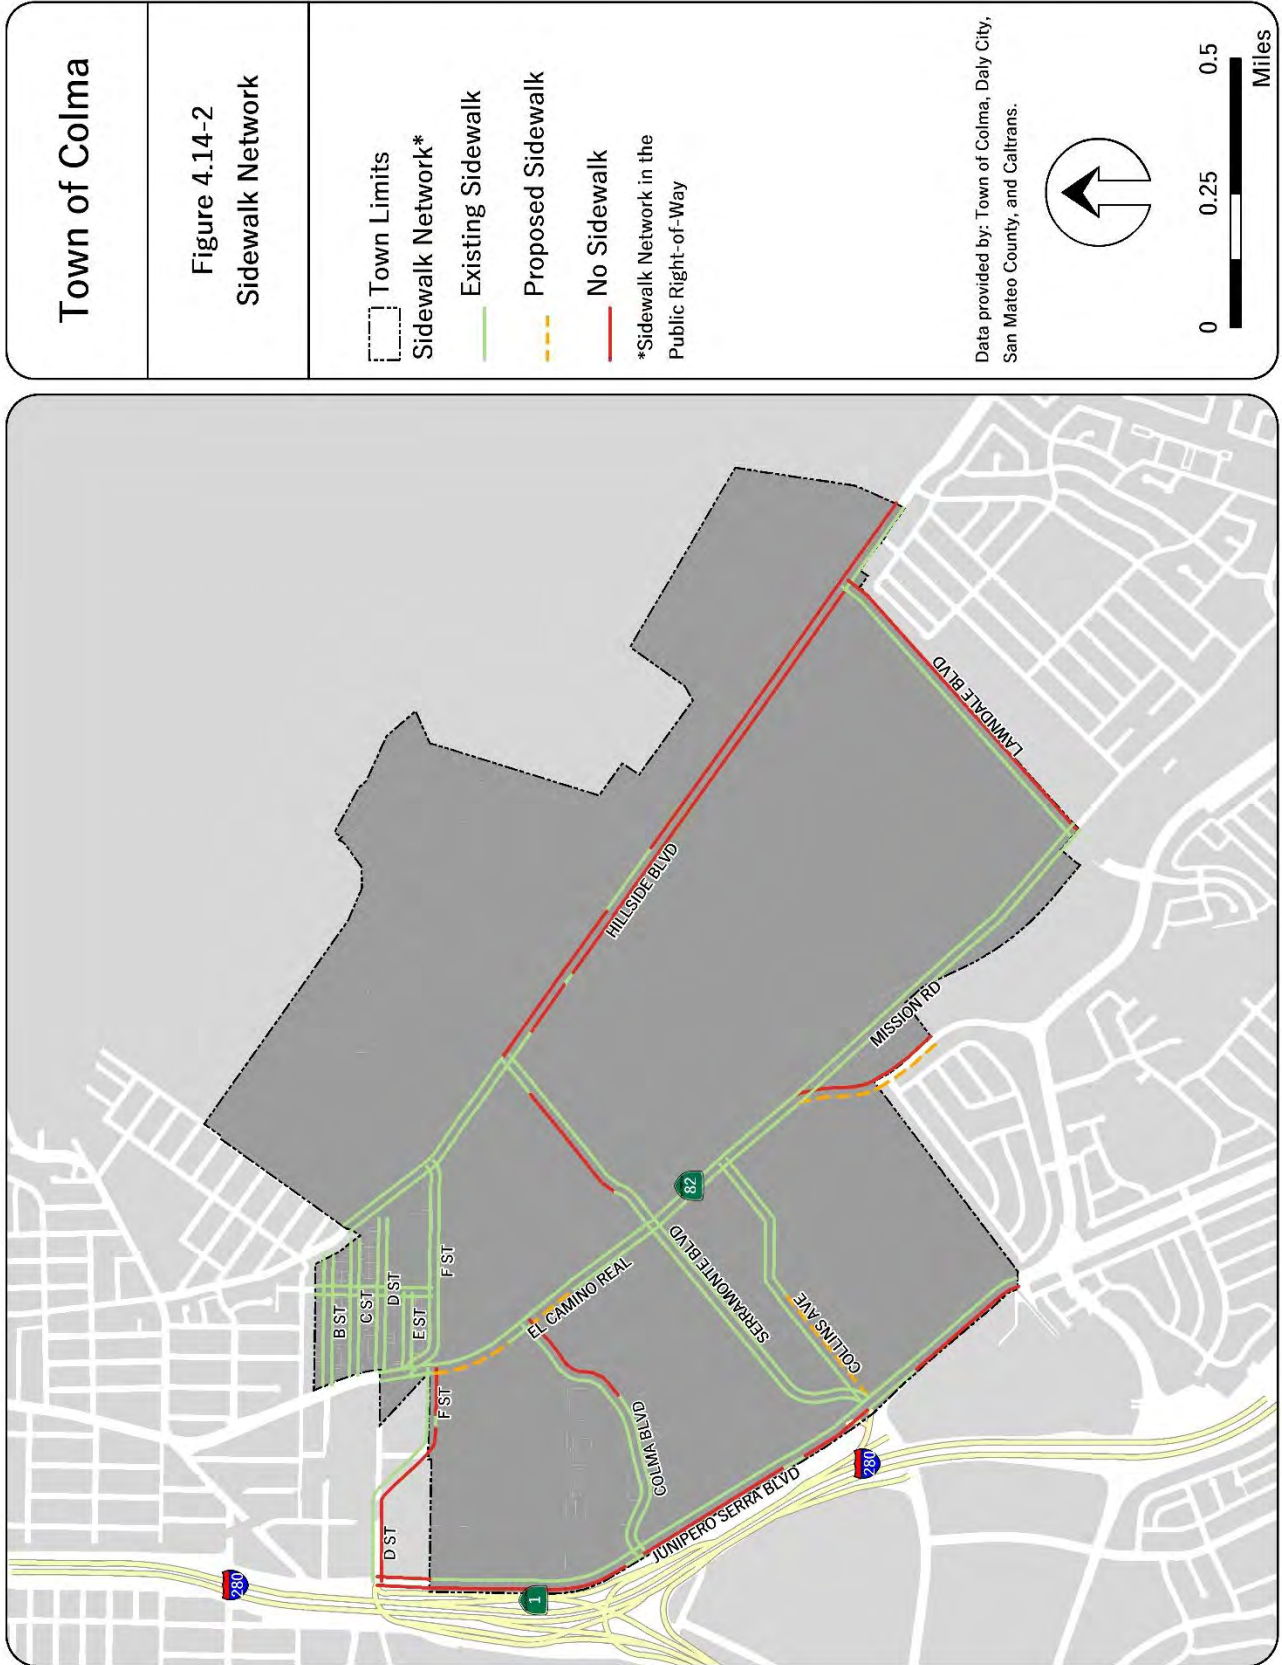 Town of Colma
Figure 4.14-2
Sidewalk Network
Town Limits
Sidewalk Network*
Existing Sidewalk
Proposed Sidewalk
No Sidewalk
*Sidewalk Network in the
Public Right-of-Way
Data provided by: Town of Colma, Daly City,
San Mateo County, and Caltrans.
0
0.25
0.5
Miles
B ST
C ST
D ST
E ST
F ST
F ST
D ST
HILLSIDE BLVD
LAWNDALE BLVD
MISSION RD
EL CAMINO REAL
82
SERRAMONTE BLVD
COLLINS AVE
COLMA BLVD
JUNIPERO SERRA BLVD
280
280
1